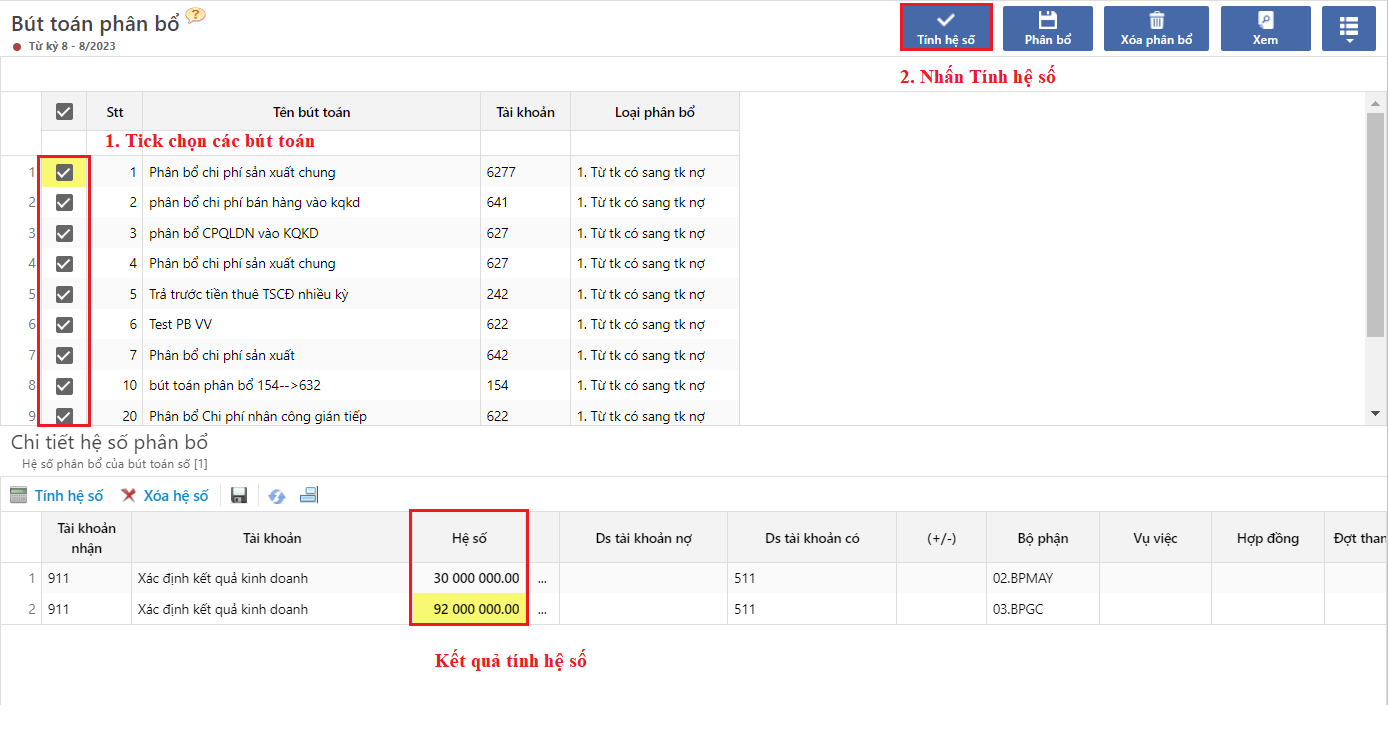 Bút toán phân bổ ?
Từ kỳ 8 - 8/2023
Tính hệ số Phân bổ Xóa phân bổ Xem
2. Nhấn Tính hệ số
Stt Tên bút toán Tài khoản Loại phân bổ
1. Tick chọn các bút toán
1 1 Phân bổ chi phí sản xuất chung 6277 1. Từ tk có sang tk nợ
2 2 phân bổ chi phí bán hàng vào kqkd 641 1. Từ tk có sang tk nợ
3 3 phân bổ CPQLDN vào KQKD 627 1. Từ tk có sang tk nợ
4 4 Phân bổ chi phí sản xuất chung 627 1. Từ tk có sang tk nợ
5 5 Trả trước tiền thuê TSCĐ nhiều kỳ 242 1. Từ tk có sang tk nợ
6 6 Test PB VV 622 1. Từ tk có sang tk nợ
7 7 Phân bổ chi phí sản xuất 642 1. Từ tk có sang tk nợ
8 10 bút toán phân bổ 154-->632 154 1. Từ tk có sang tk nợ
9 20 Phân bổ Chi phí nhân công gián tiếp 622 1. Từ tk có sang tk nợ
Chi tiết hệ số phân bổ
Hệ số phân bổ của bút toán số [1]
Tính hệ số Xóa hệ số
Tài khoản nhận Tài khoản Hệ số Ds tài khoản nợ Ds tài khoản có (+/-) Bộ phận Vụ việc Hợp đồng Đợt than
1 911 Xác định kết quả kinh doanh 30 000 000.00 ... 511 02.BPMAY
2 911 Xác định kết quả kinh doanh 92 000 000.00 ... 511 03.BPGC
Kết quả tính hệ số